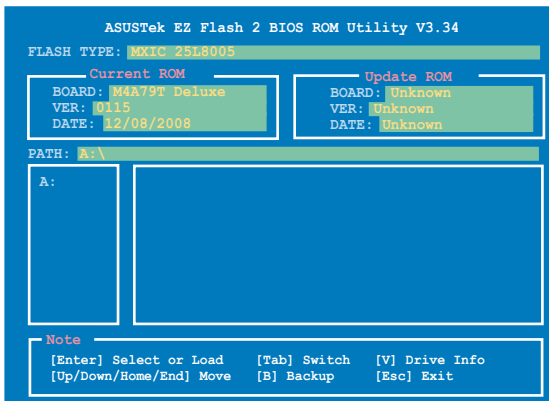 ASUSTek EZ Flash 2 BIOS ROM Utility V3.34
FLASH TYPE: MXIC 25L8005
Current ROM
BOARD: M4A79T Deluxe
VER: 0115
DATE: 12/08/2008
Update ROM
BOARD: Unknown
VER: Unknown
DATE: Unknown
PATH: A:\
A:
Note
[Enter] Select or Load [Tab] Switch [V] Drive Info
[Up/Down/Home/End] Move [B] Backup [Esc] Exit